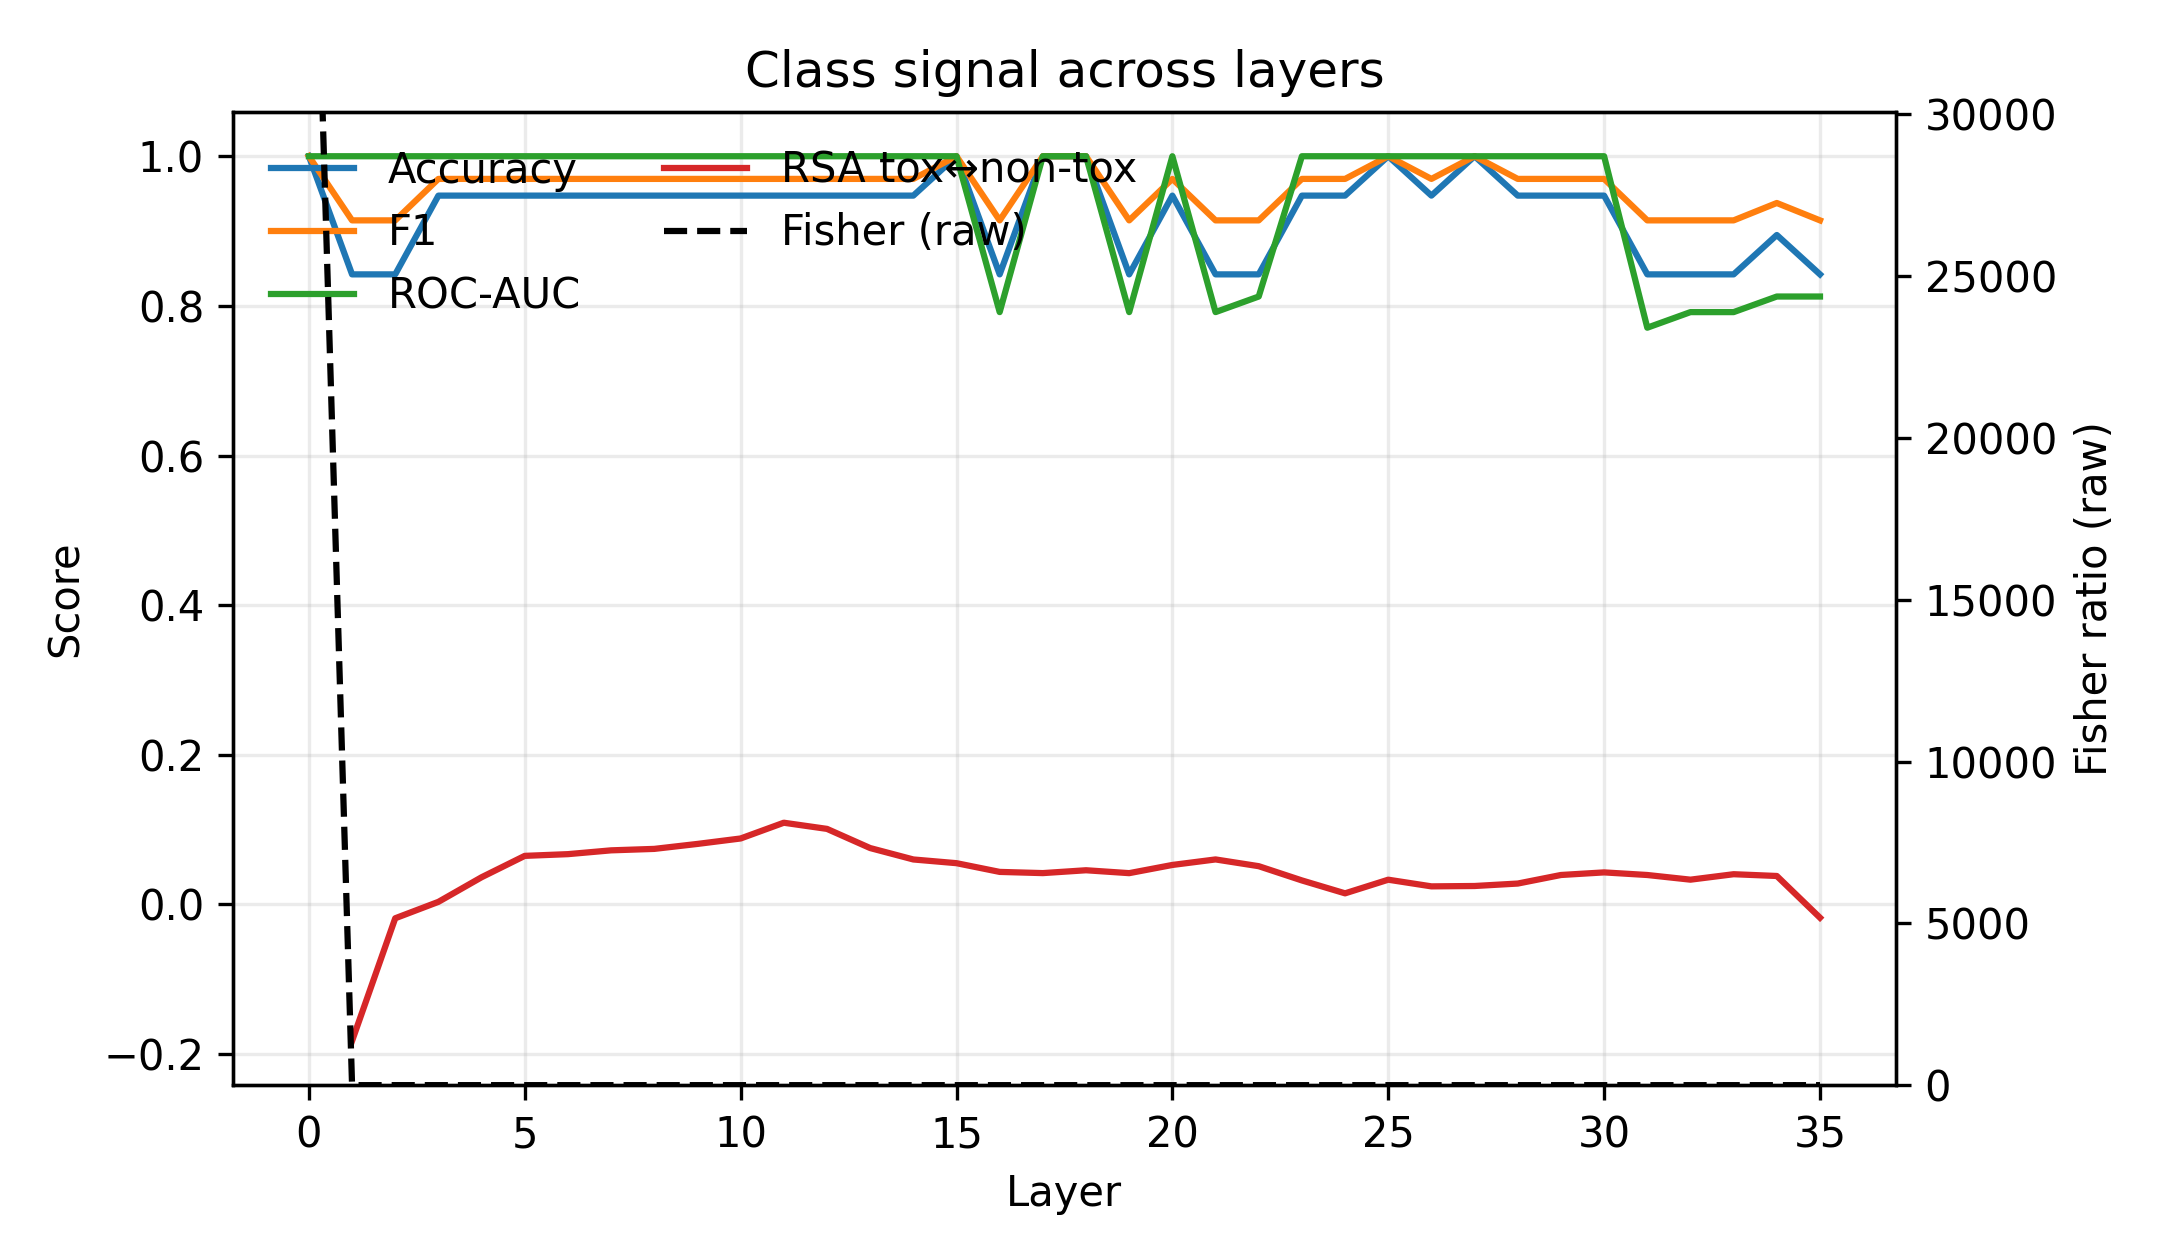 Class signal across layers
Accuracy
F1
ROC-AUC
RSA tox↔non-tox
Fisher (raw)
Score
1.0
0.8
0.6
0.4
0.2
0.0
−0.2
30000
25000
20000
15000
10000
5000
0
Fisher ratio (raw)
0 5 10 15 20 25 30 35
Layer